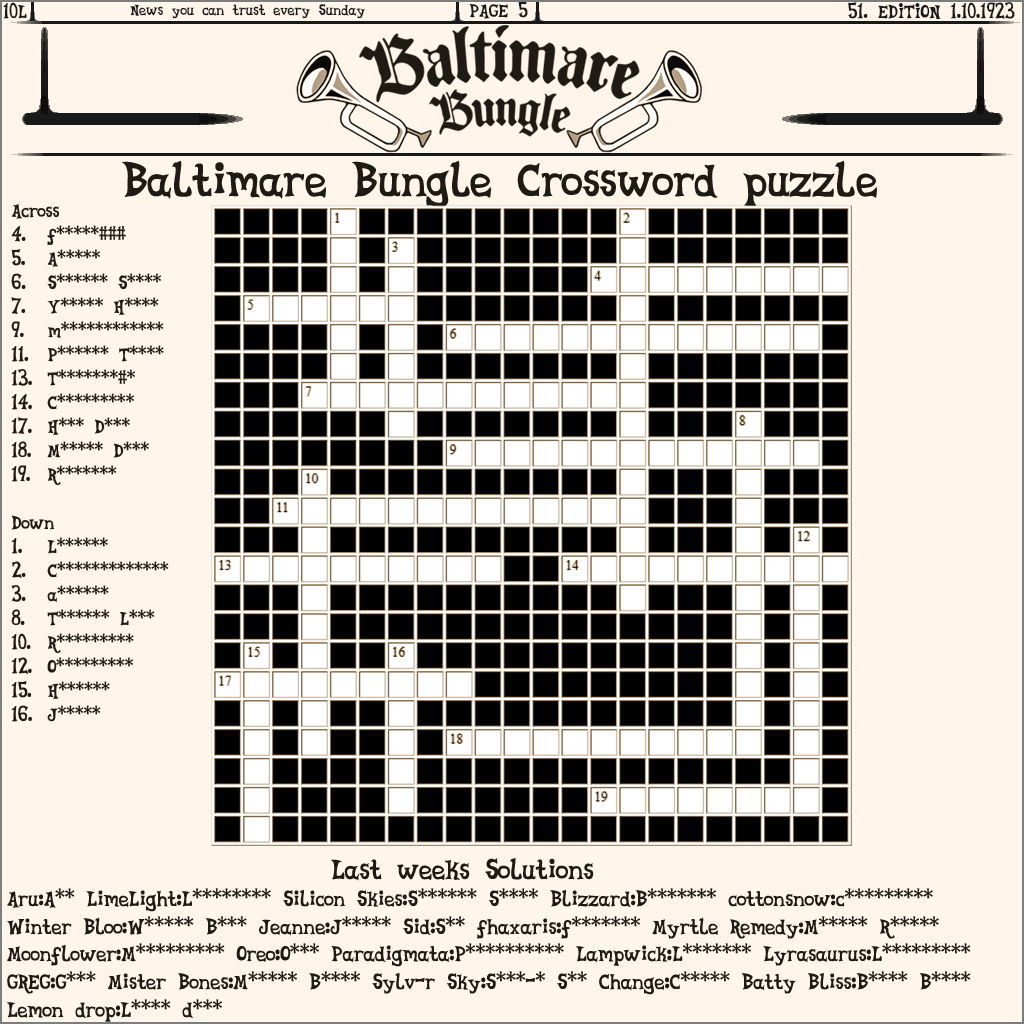 10L News you can trust every Sunday PAGE 5 51. EDITION 1.10.1923
Baltimare
Bungle
Baltimare Bungle Crossword puzzle
Across
4. f*****###
5. A*****
6. S****** S****
7. Y***** H****
9. m************
11. P****** T****
13. T*******#*
14. C*********
17. H*** D***
18. M***** D***
19. R*******
Down
1. L******
2. C*************
3. a******
8. T****** L***
10. R*********
12. O*********
15. H******
16. J*****
1 2
3
4
5
6
7
8
9
10
11
12
13 14
15 16
17
18
19
Last weeks Solutions
Aru:A** LimeLight:L******** Silicon Skies:S****** S**** Blizzard:B******* cottonsnow:c*********
Winter Bloo:W***** B*** Jeanne:J***** Sid:S** fhaxaris:f******* Myrtle Remedy:M***** R*****
Moonflower:M********* Oreo:O*** Paradigmata:P********** Lampwick:L******* Lyrasaurus:L*********
GREG:G*** Mister Bones:M***** B**** Sylv-r Sky:S***-* S** Change:C***** Batty Bliss:B**** B****
Lemon drop:L**** d***